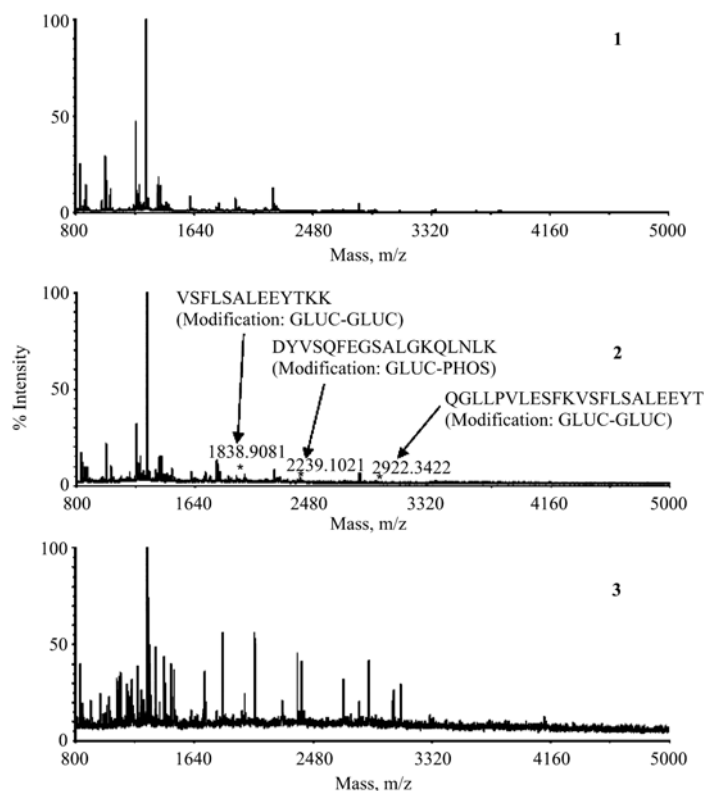 100
1
50
0
800 1640 2480 3320 4160 5000
Mass, m/z
VSFLSALEEYTKK
(Modification: GLUC-GLUC)
DYVSQFEGSALGKQLNLK
(Modification: GLUC-PHOS)
QGLLPVLESFKVSFLSALEEYT
(Modification: GLUC-GLUC)
100
2
% Intensity
50
1838.9081
*
2239.1021
*
2922.3422
*
0
800 1640 2480 3320 4160 5000
Mass, m/z
100
3
50
0
800 1640 2480 3320 4160 5000
Mass, m/z